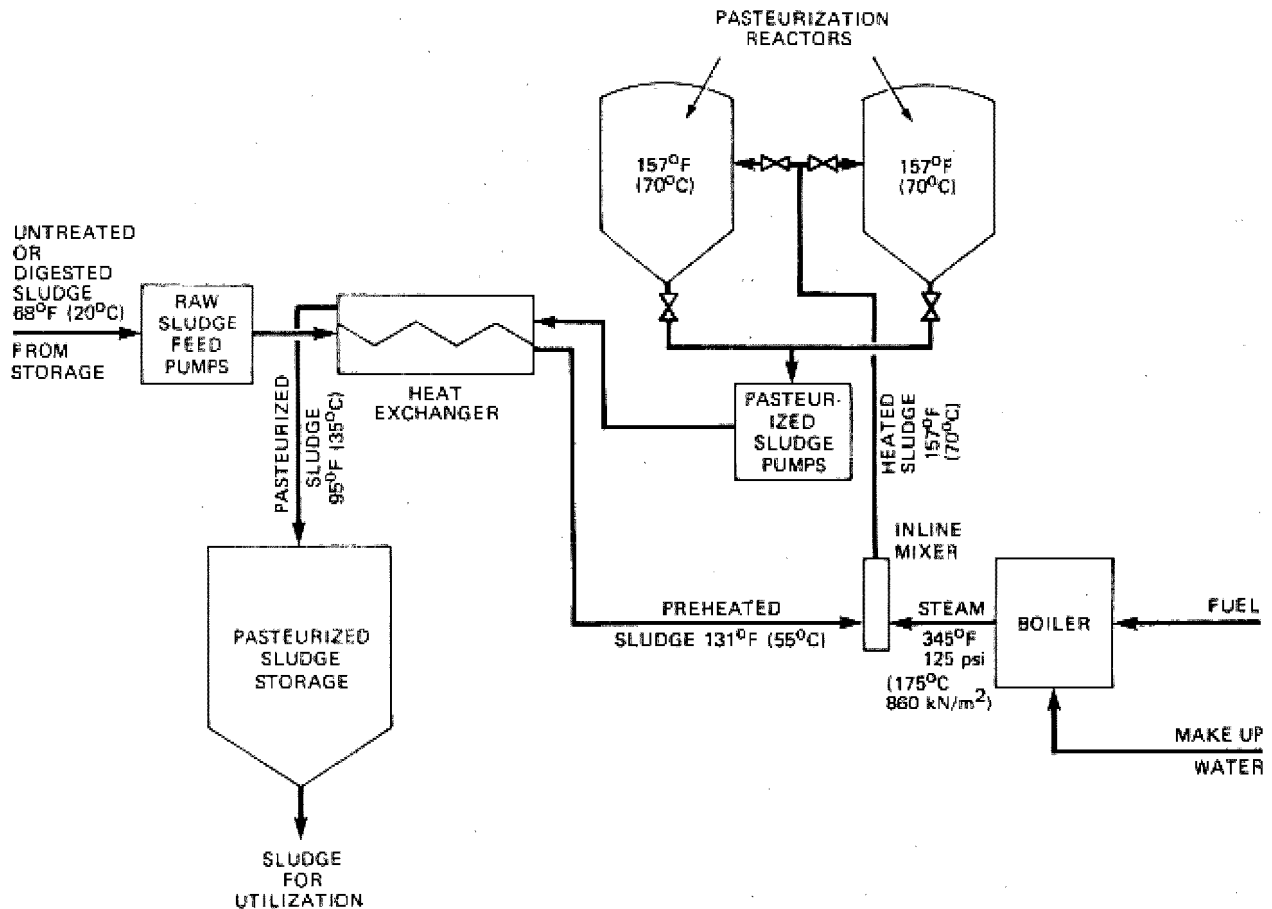 PASTEURIZATION
REACTORS
157°F
(70°C)
157°F
(70°C)
UNTREATED
OR
DIGESTED
SLUDGE
68°F (20°C)
FROM
STORAGE
RAW
SLUDGE
FEED
PUMPS
HEAT
EXCHANGER
PASTEURIZED
SLUDGE
95°F (35°C)
PASTEUR-
IZED
SLUDGE
PUMPS
HEATED
SLUDGE
157°F
(70°C)
INLINE
MIXER
PREHEATED
SLUDGE 131°F (55°C)
STEAM
345°F
125 psi
(175°C
860 kN/m²)
BOILER
FUEL
MAKE UP
WATER
PASTEURIZED
SLUDGE
STORAGE
SLUDGE
FOR
UTILIZATION